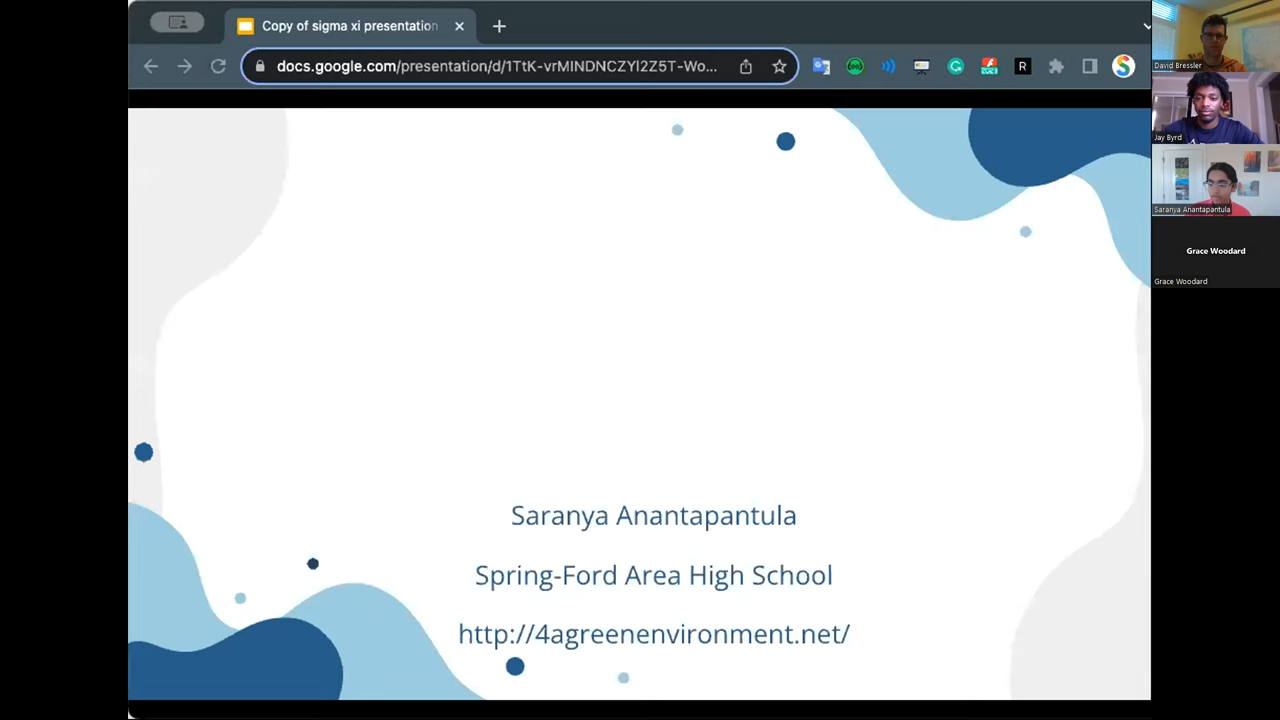 Copy of sigma xi presentation
docs.google.com/presentation/d/1TtK-vrMINDNCZYl2Z5T-Wo...
David Bressler
Jay Byrd
Saranya Anantapantula
Grace Woodard
Grace Woodard
Saranya Anantapantula
Spring-Ford Area High School
http://4agreenenvironment.net/
R